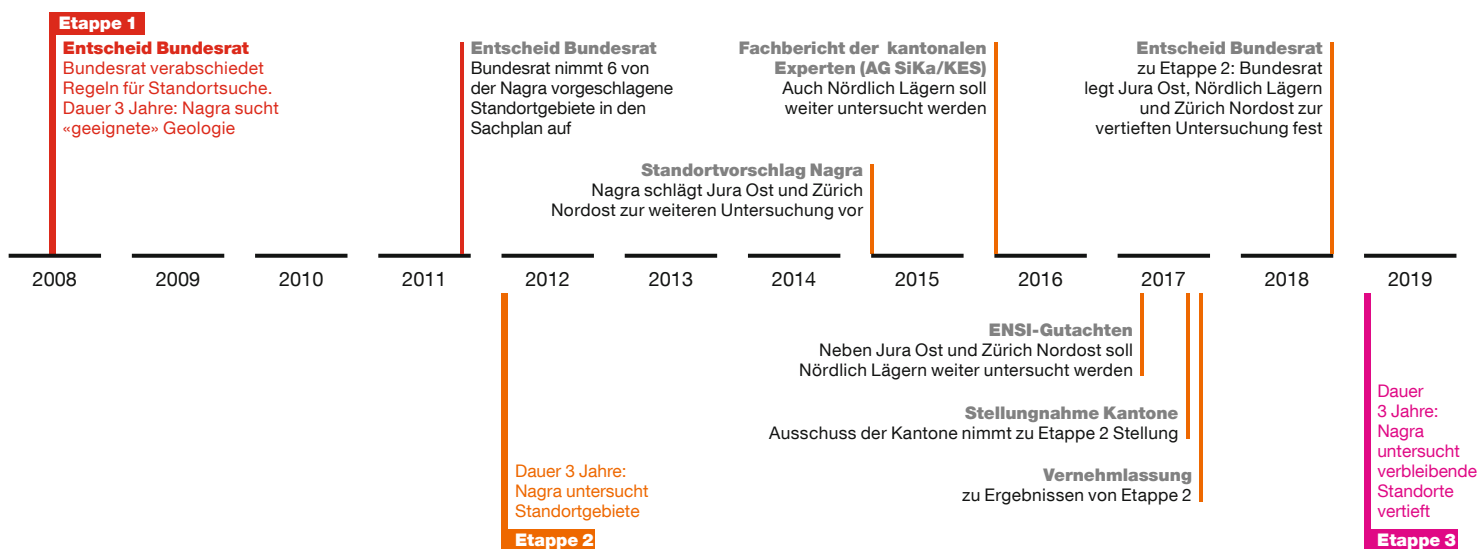 Etappe 1
Entscheid Bundesrat
Bundesrat verabschiedet
Regeln für Standortsuche.
Dauer 3 Jahre: Nagra sucht
«geeignete» Geologie
Entscheid Bundesrat
Bundesrat nimmt 6 von
der Nagra vorgeschlagene
Standortgebiete in den
Sachplan auf
Fachbericht der kantonalen
Experten (AG SiKa/KES)
Auch Nördlich Lägern soll
weiter untersucht werden
Entscheid Bundesrat
zu Etappe 2: Bundesrat
legt Jura Ost, Nördlich Lägern
und Zürich Nordost zur
vertieften Untersuchung fest
Standortvorschlag Nagra
Nagra schlägt Jura Ost und Zürich
Nordost zur weiteren Untersuchung vor
2008 2009 2010 2011 2012 2013 2014 2015 2016 2017 2018 2019
ENSI-Gutachten
Neben Jura Ost und Zürich Nordost soll
Nördlich Lägern weiter untersucht werden
Stellungnahme Kantone
Ausschuss der Kantone nimmt zu Etappe 2 Stellung
Vernehmlassung
zu Ergebnissen von Etappe 2
Dauer 3 Jahre:
Nagra untersucht
Standortgebiete
Etappe 2
Dauer
3 Jahre:
Nagra
untersucht
verbleibende
Standorte
vertieft
Etappe 3